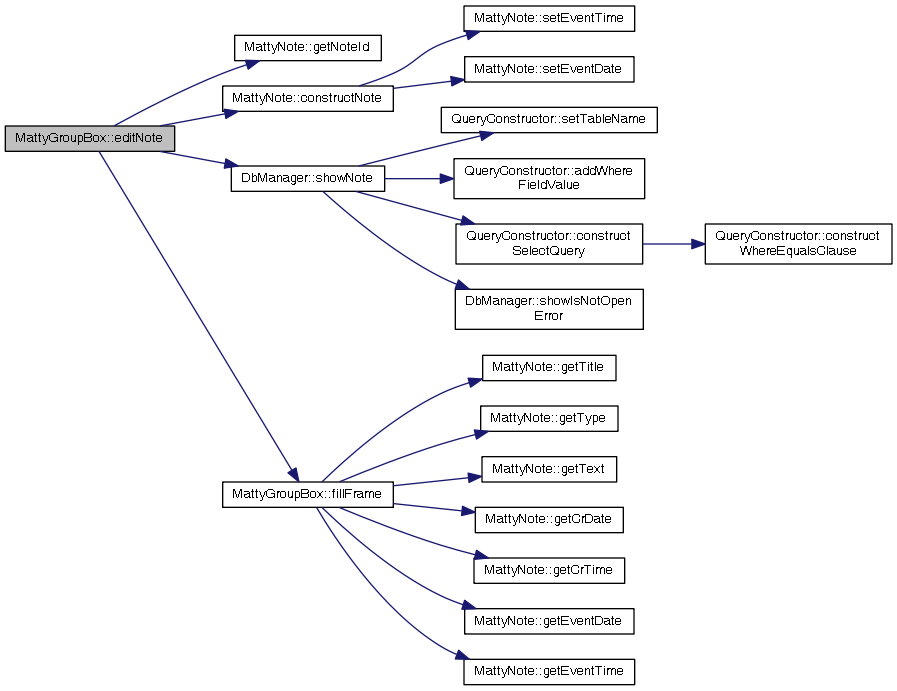 MattyNote::setEventTime
MattyNote::getNoteId
MattyNote::setEventDate
MattyNote::constructNote
QueryConstructor::setTableName
MattyGroupBox::editNote
QueryConstructor::addWhere
FieldValue
DbManager::showNote
QueryConstructor::construct
SelectQuery
QueryConstructor::construct
WhereEqualsClause
DbManager::showIsNotOpen
Error
MattyNote::getTitle
MattyNote::getType
MattyNote::getText
MattyGroupBox::fillFrame
MattyNote::getCrDate
MattyNote::getCrTime
MattyNote::getEventDate
MattyNote::getEventTime